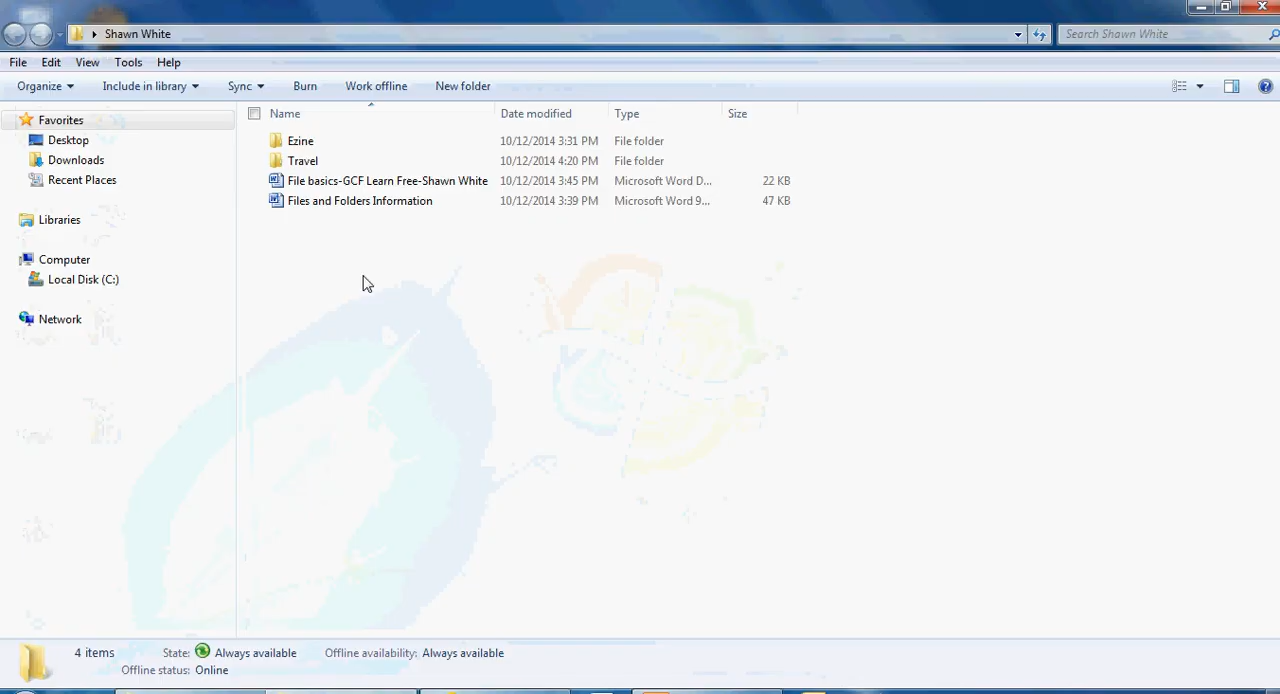 Shawn White
Search Shawn White
File Edit View Tools Help
Organize Include in library Sync Burn Work offline New folder
Favorites
Desktop
Downloads
Recent Places
Libraries
Computer
Local Disk (C:)
Network
Name Date modified Type Size
Ezine 10/12/2014 3:31 PM File folder
Travel 10/12/2014 4:20 PM File folder
File basics-GCF Learn Free-Shawn White 10/12/2014 3:45 PM Microsoft Word D... 22 KB
Files and Folders Information 10/12/2014 3:39 PM Microsoft Word 9... 47 KB
4 items State: Always available Offline availability: Always available
Offline status: Online